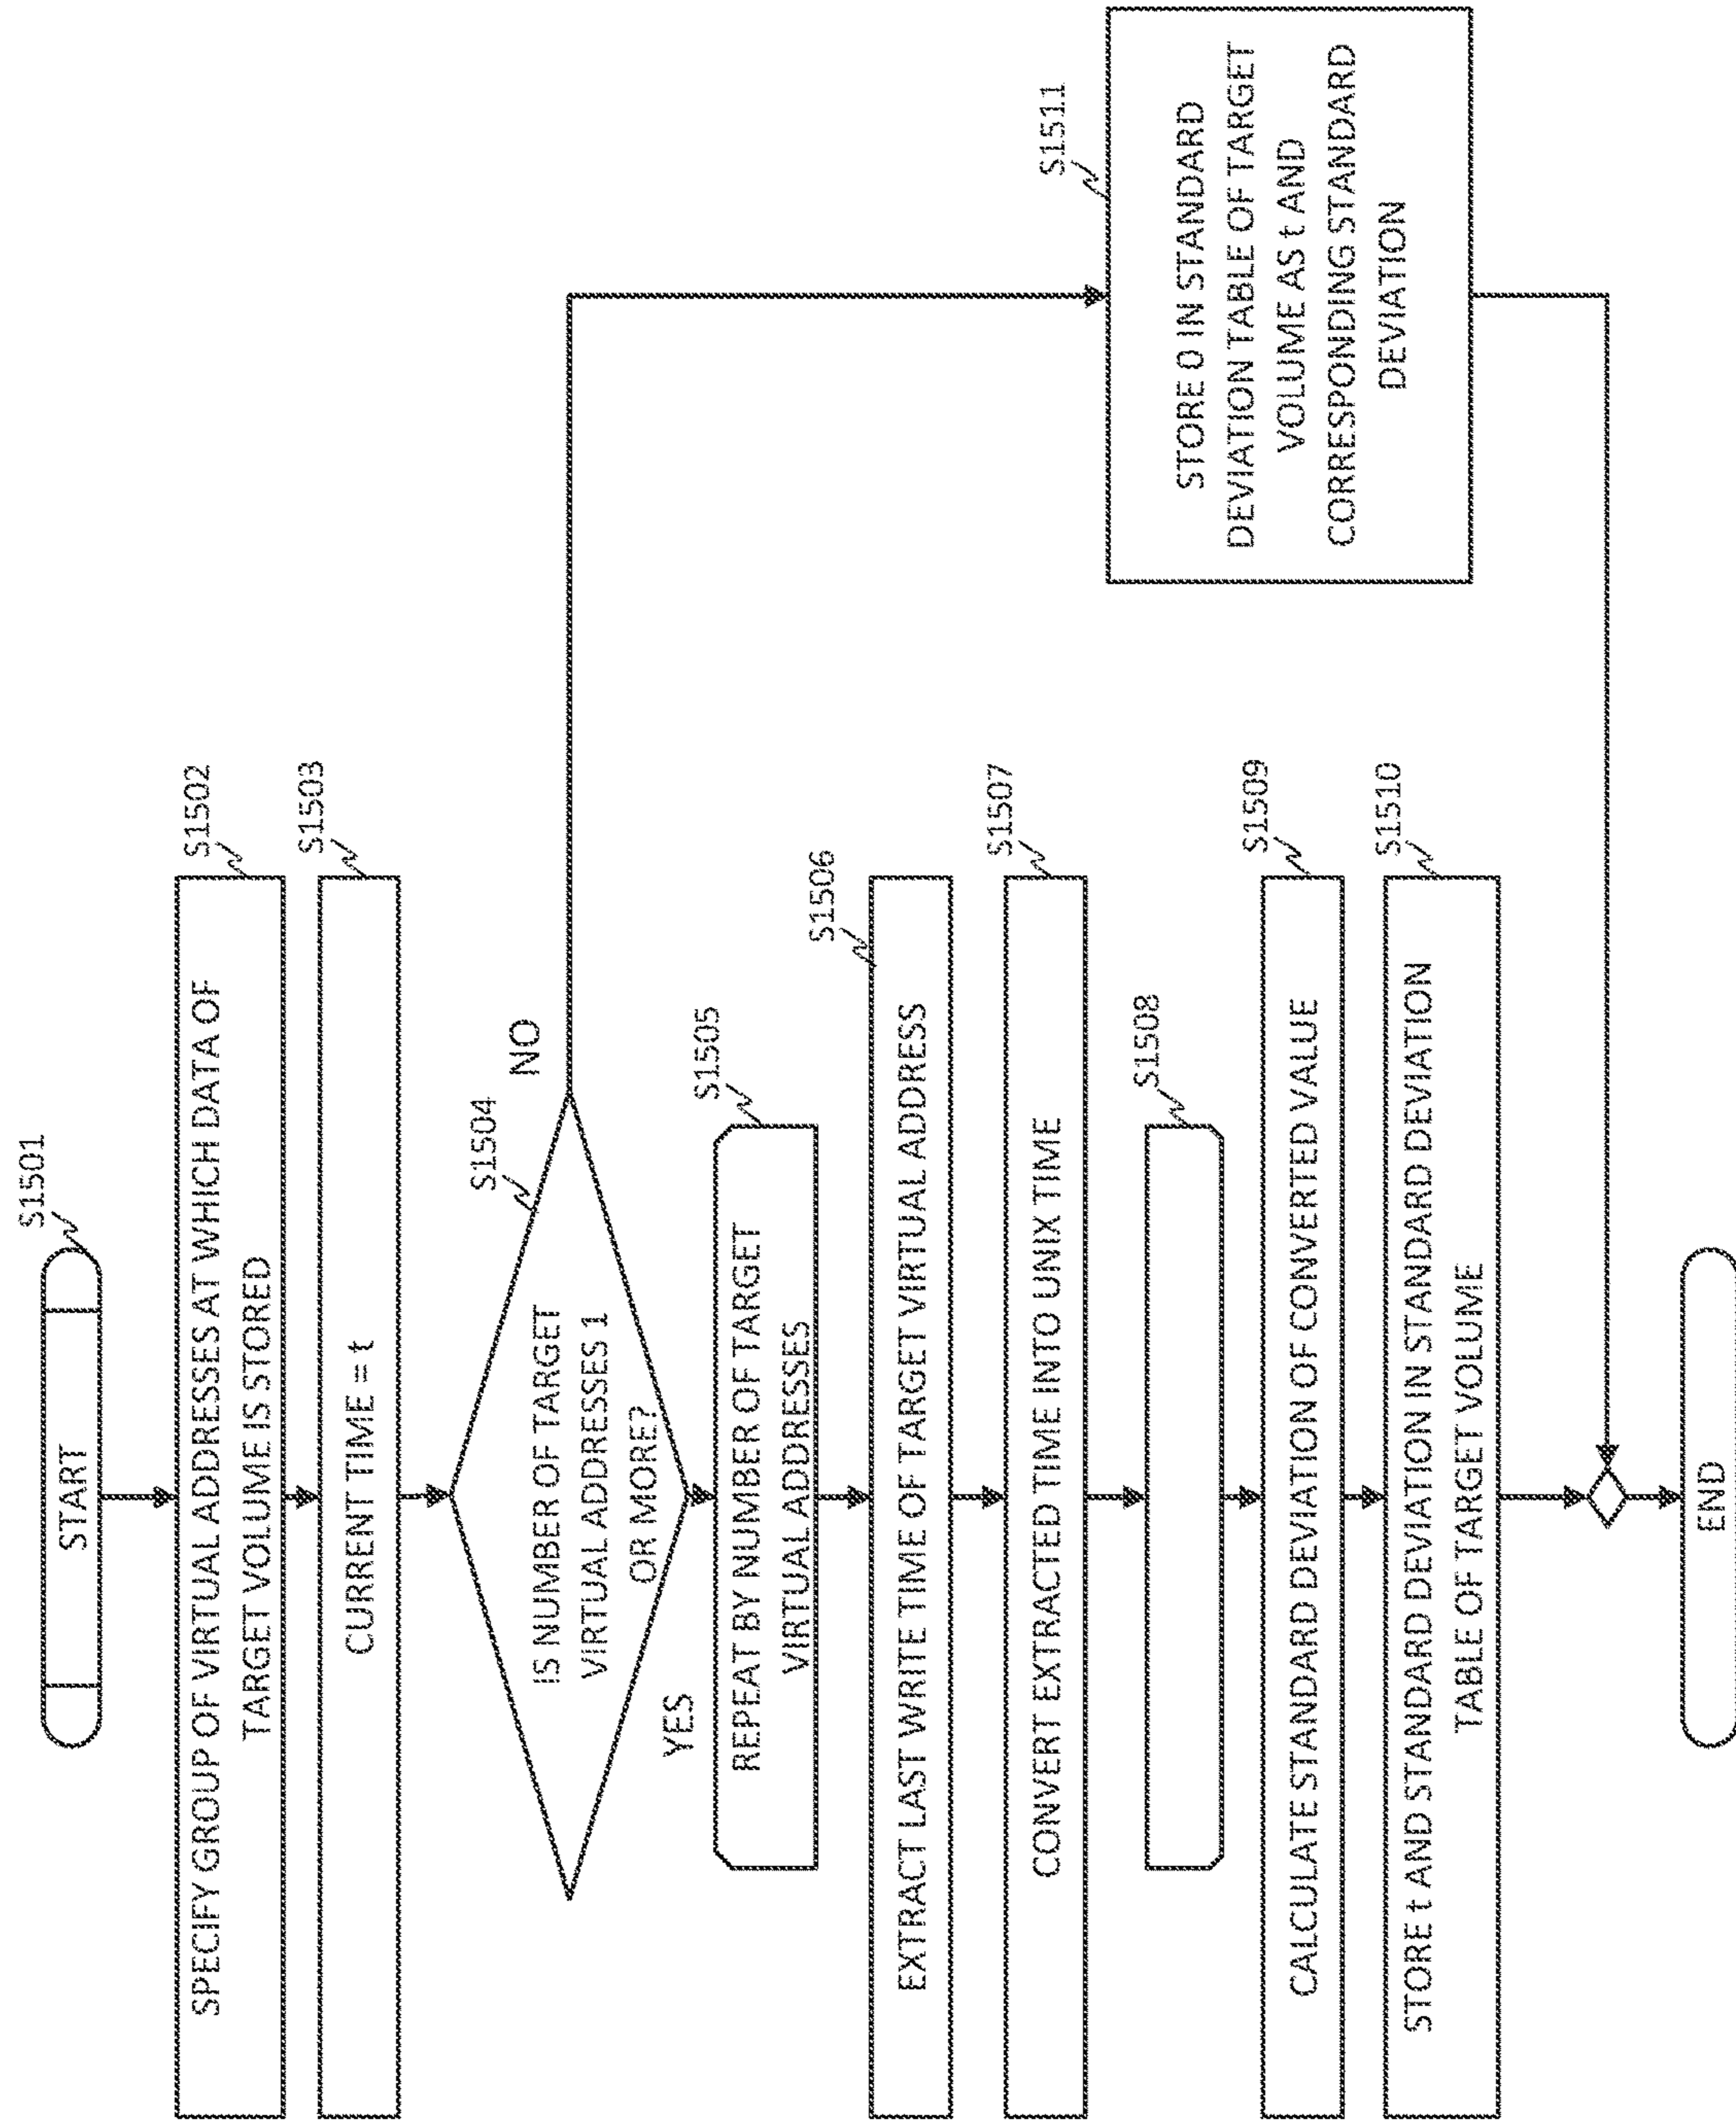 S1501
START
S1502
SPECIFY GROUP OF VIRTUAL ADDRESSES AT WHICH DATA OF
TARGET VOLUME IS STORED
S1503
CURRENT TIME = t
S1504
IS NUMBER OF TARGET
VIRTUAL ADDRESSES 1
OR MORE?
NO
YES
S1505
REPEAT BY NUMBER OF TARGET
VIRTUAL ADDRESSES
S1506
EXTRACT LAST WRITE TIME OF TARGET VIRTUAL ADDRESS
S1507
CONVERT EXTRACTED TIME INTO UNIX TIME
S1508
S1509
CALCULATE STANDARD DEVIATION OF CONVERTED VALUE
S1510
STORE t AND STANDARD DEVIATION IN STANDARD DEVIATION
TABLE OF TARGET VOLUME
S1511
STORE 0 IN STANDARD
DEVIATION TABLE OF TARGET
VOLUME AS t AND
CORRESPONDING STANDARD
DEVIATION
END